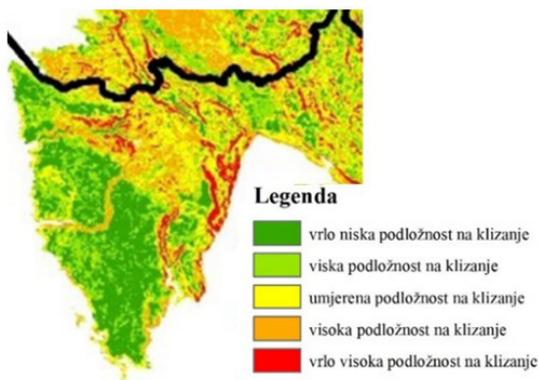 Legenda
vrlo niska podložnost na klizanje
viska podložnost na klizanje
umjerena podložnost na klizanje
visoka podložnost na klizanje
vrlo visoka podložnost na klizanje